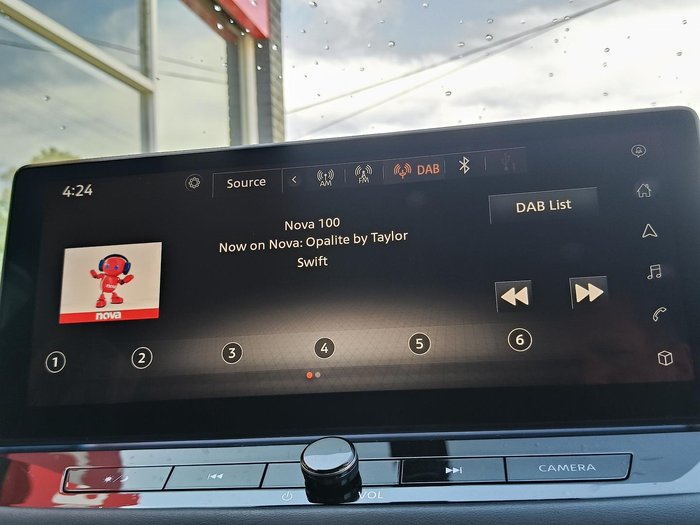 4:24
Source
AM
FM
DAB
DAB List
Nova 100
Now on Nova: Opalite by Taylor
Swift
nova
1 2 3 4 5 6
VOL
CAMERA